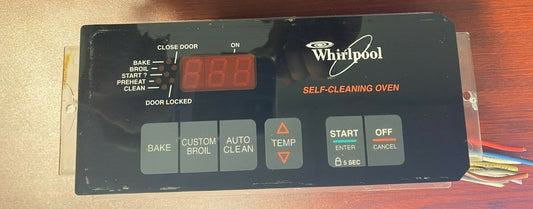 CLOSE DOOR
ON
BAKE
BROIL
START ?
PREHEAT
CLEAN
DOOR LOCKED
Whirlpool
SELF-CLEANING OVEN
BAKE
CUSTOM
BROIL
AUTO
CLEAN
TEMP
START
ENTER
5 SEC
OFF
CANCEL